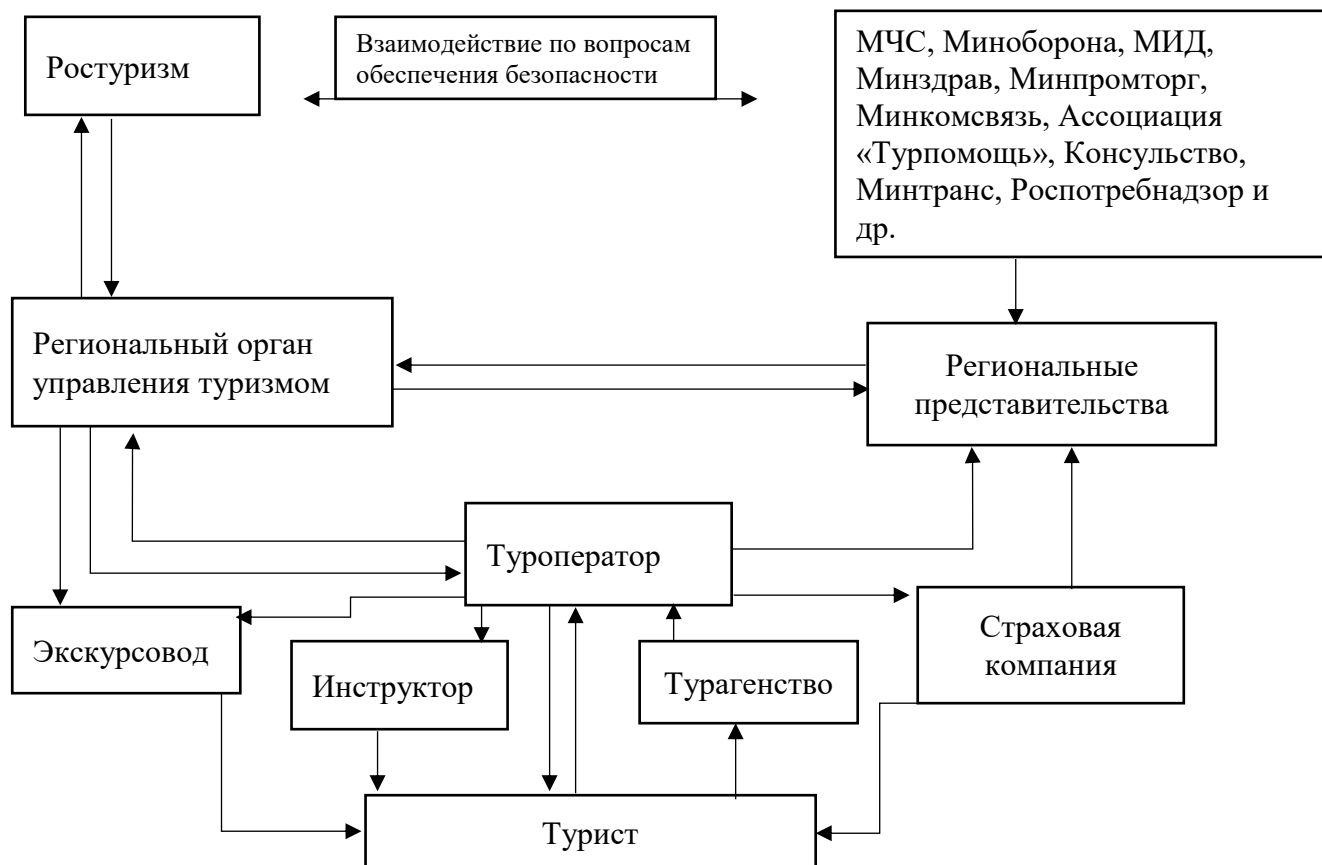 Ростуризм
Взаимодействие по вопросам
обеспечения безопасности
МЧС, Миноборона, МИД,
Минздрав, Минпромторг,
Минкомсвязь, Ассоциация
«Турпомощь», Консульство,
Минтранс, Роспотребнадзор и
др.
Региональный орган
управления туризмом
Региональные
представительства
Туроператор
Экскурсовод
Инструктор
Турагенство
Страховая
компания
Турист